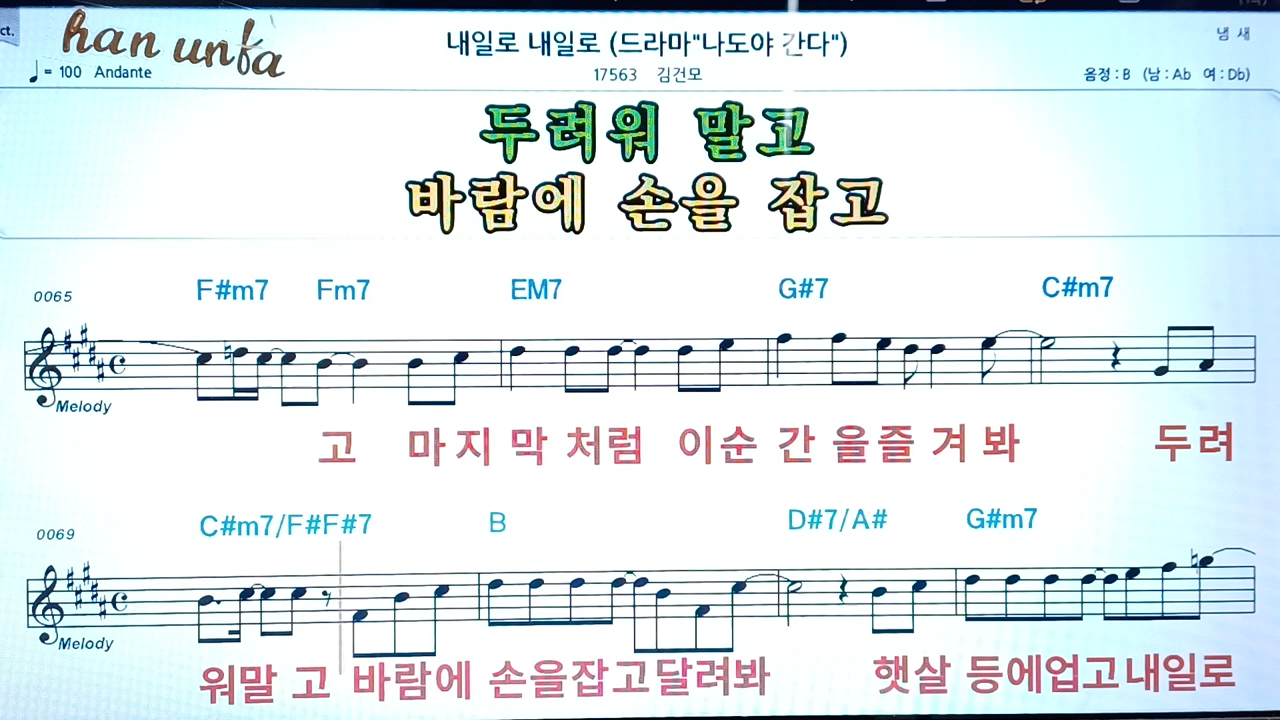 ct.
han unfa
내일로 내일로 (드라마"나도야 간다")
냄 새
♩= 100 Andante
17563 김건모
음정 : B (남 : Ab 여 : Db)
두려워 말고
바람에 손을 잡고
0065
F#m7 Fm7 EM7 G#7 C#m7
Melody
고 마지 막 처럼 이순 간 을즐 겨 봐 두 려
0069
C#m7/F#F#7 B D#7/A# G#m7
Melody
워말 고 바람에 손을잡고달려봐 햇살 등에업고내일로